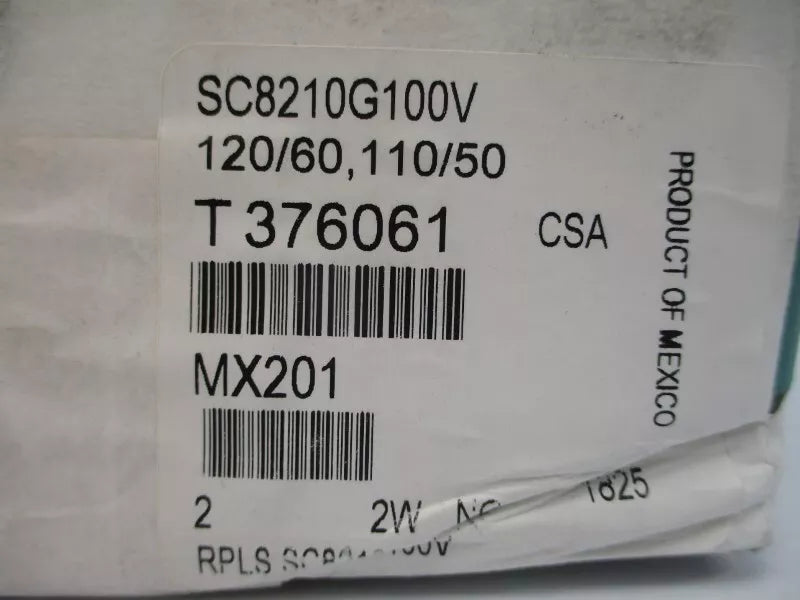 SC8210G100V
120/60,110/50
T 376061 CSA
PRODUCT OF MEXICO
MX201
1825
2 2W
RPLS